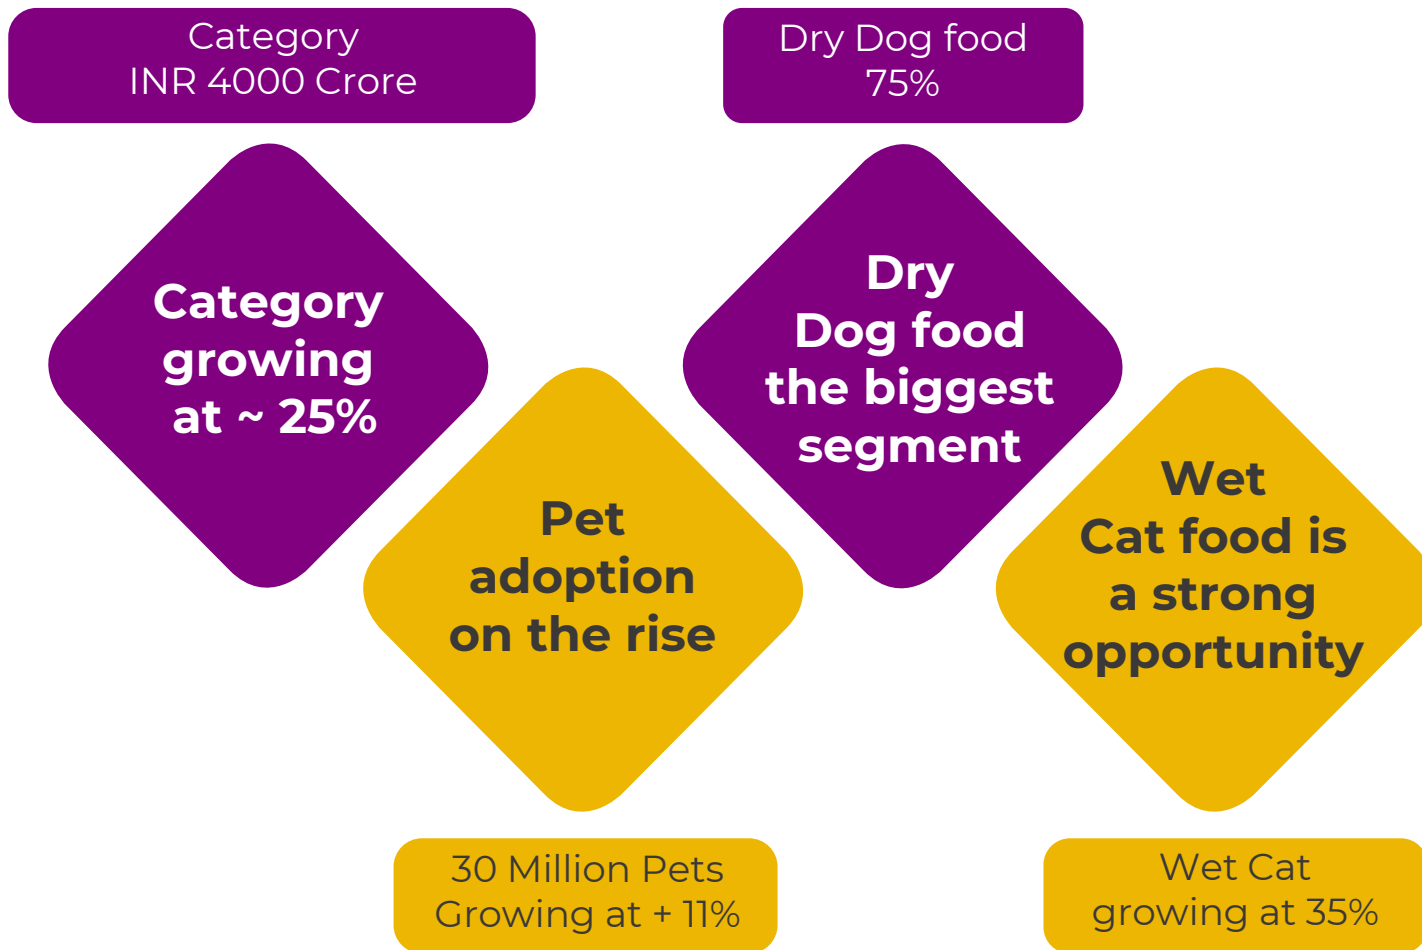 Category
INR 4000 Crore
Category
growing
at ~ 25%
Pet
adoption
on the rise
30 Million Pets
Growing at + 11%
Dry Dog food
75%
Dry
Dog food
the biggest
segment
Wet
Cat food is
a strong
opportunity
Wet Cat
growing at 35%